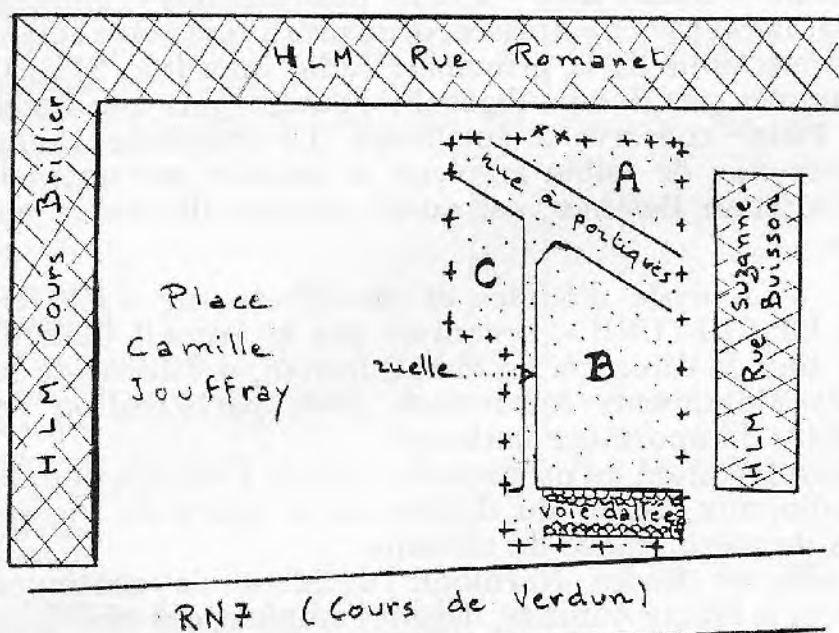 HLM Rue Romanet
HLM Cours Brillier
rue à portiques
A
HLM Rue Suzanne
Buisson
C
Place
Camille
Jouffray
ruelle
B
voie dallée
RN7 (Cours de Verdun)